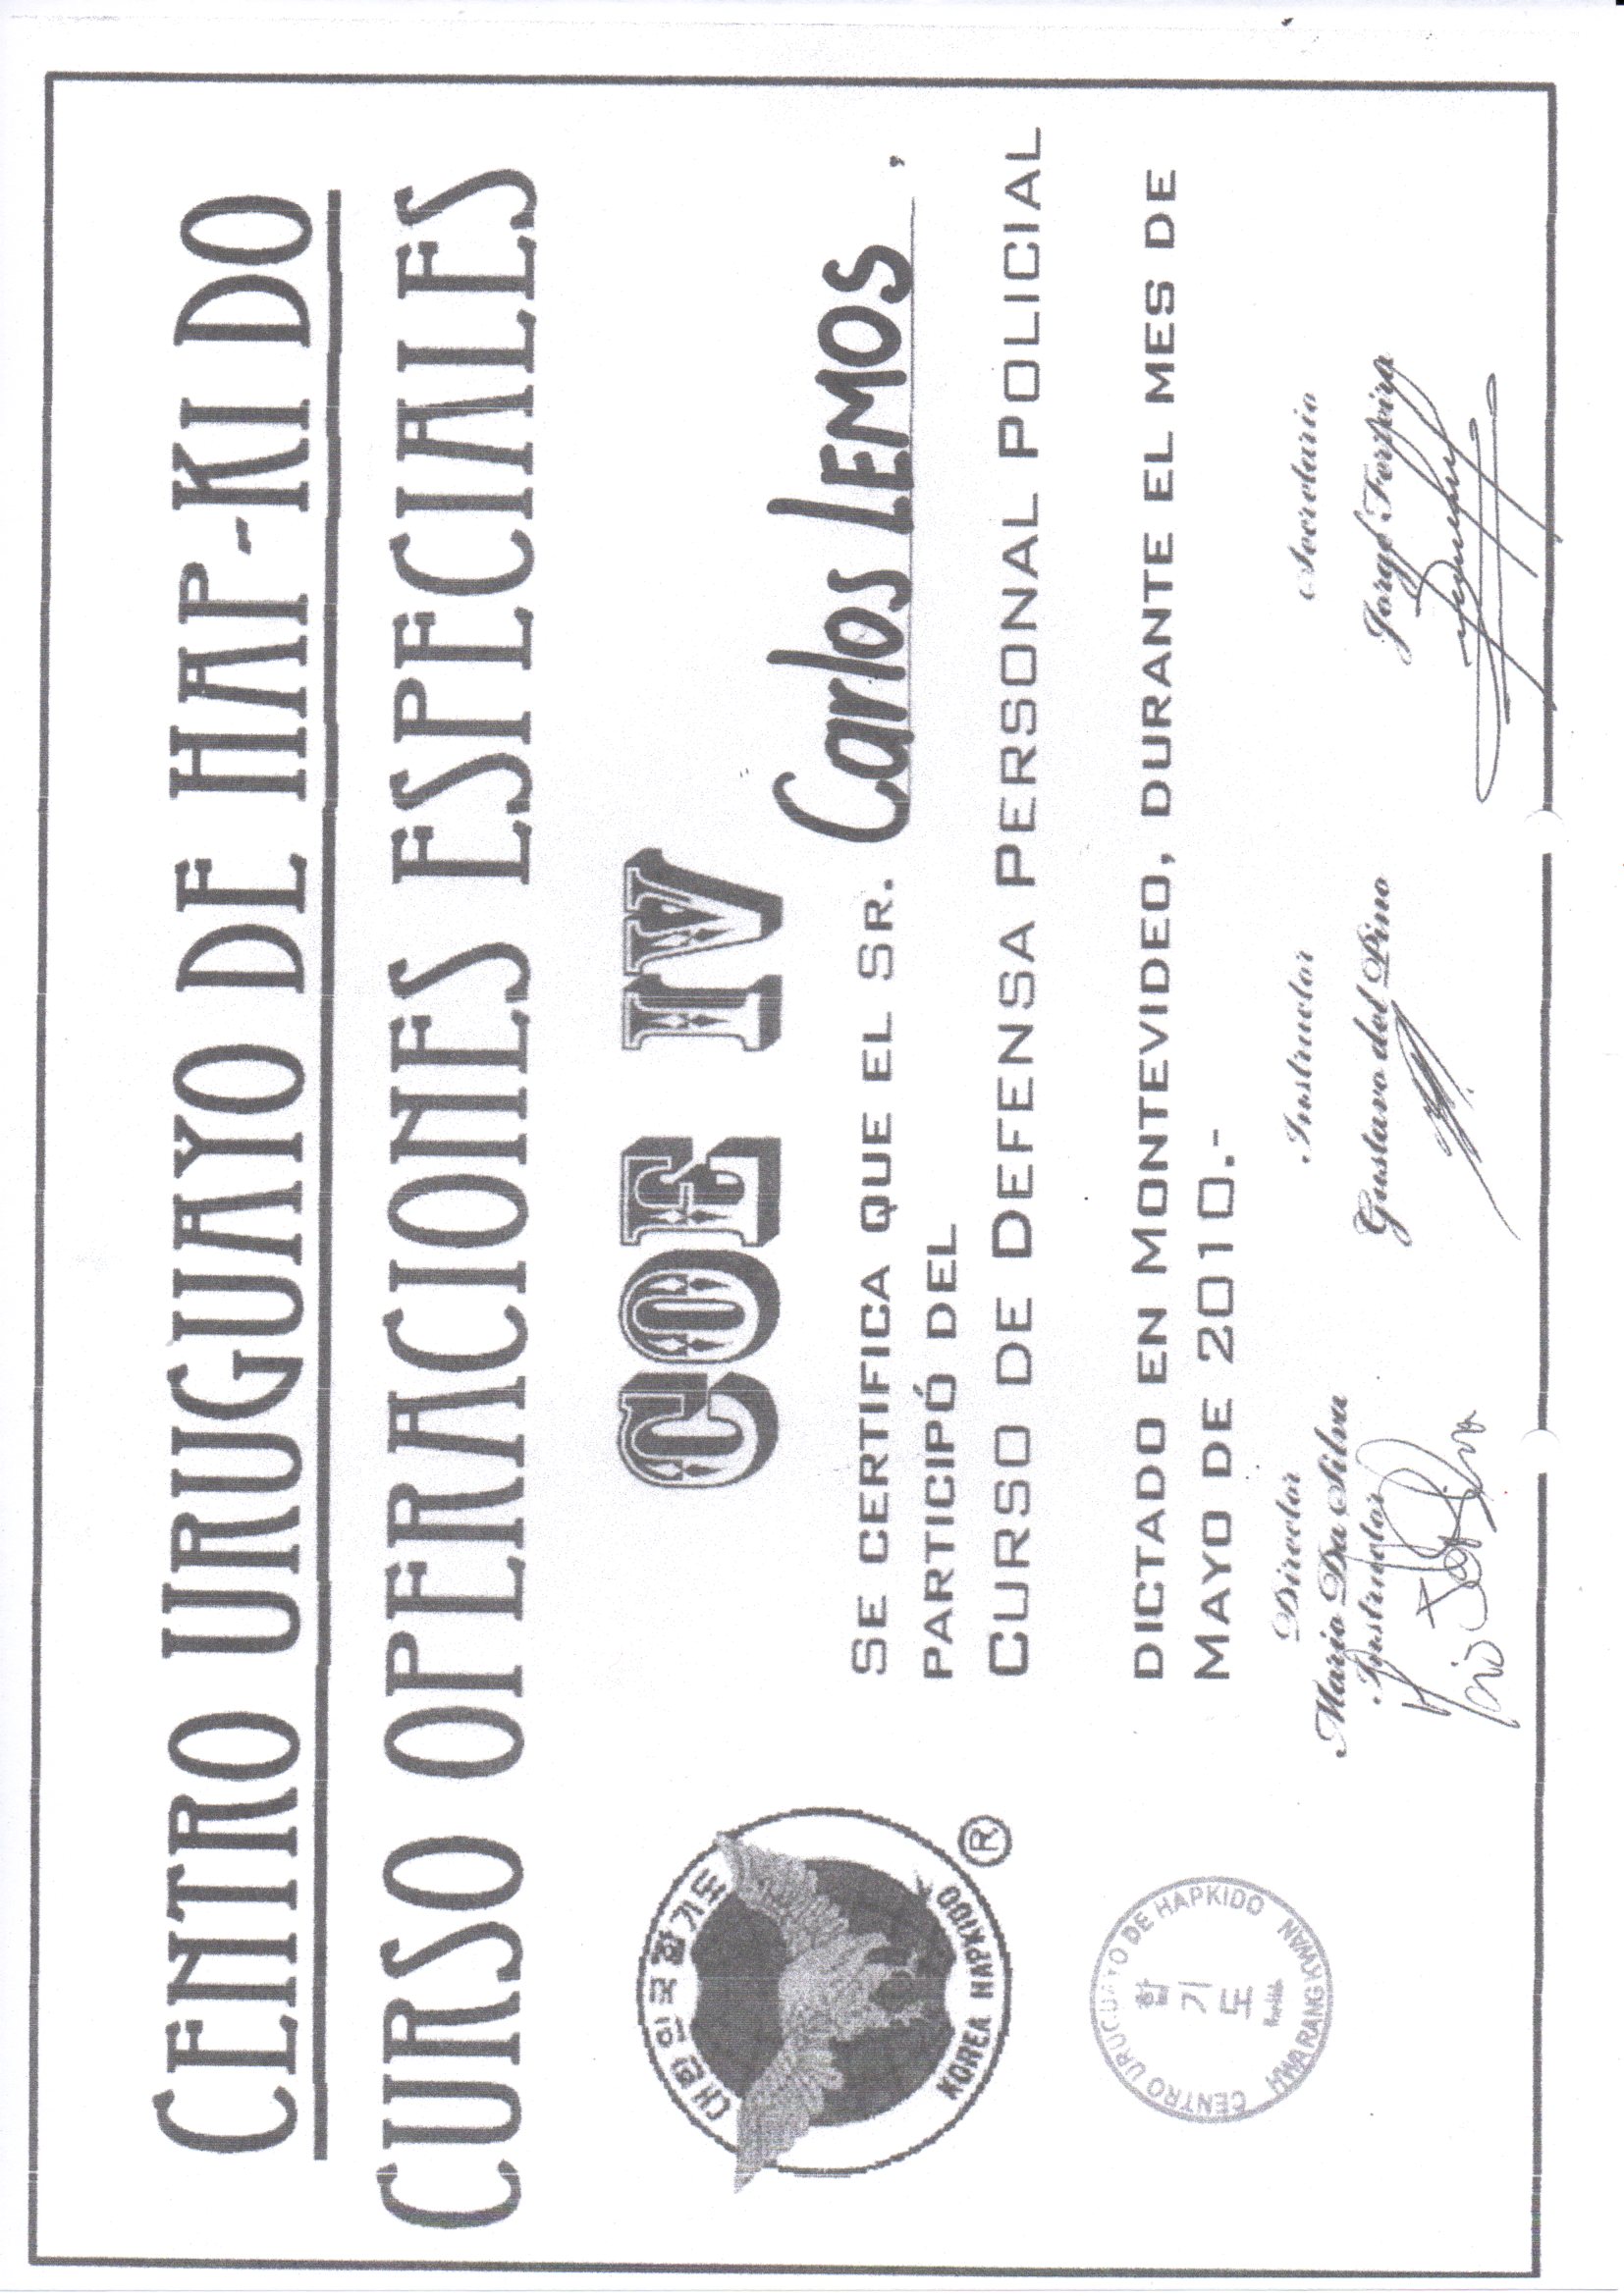 CENTRO URUGUAYO DE HAP-KI DO
CURSO OPERACIONES ESPECIALES
COE IV
대한민국합기도
KOREA HAPKIDO
®
SE CERTIFICA QUE EL SR. Carlos LEMOS,
PARTICIPÓ DEL
CURSO DE DEFENSA PERSONAL POLICIAL
DICTADO EN MONTEVIDEO, DURANTE EL MES DE
MAYO DE 2010.-
CENTRO URUGUAYO DE HAPKIDO
합기도
HWA RANG KWAN
Director
Mario Da Silva
Instructor
Instructor
Gustavo del Pino
Secretario
Jorge Ferreira